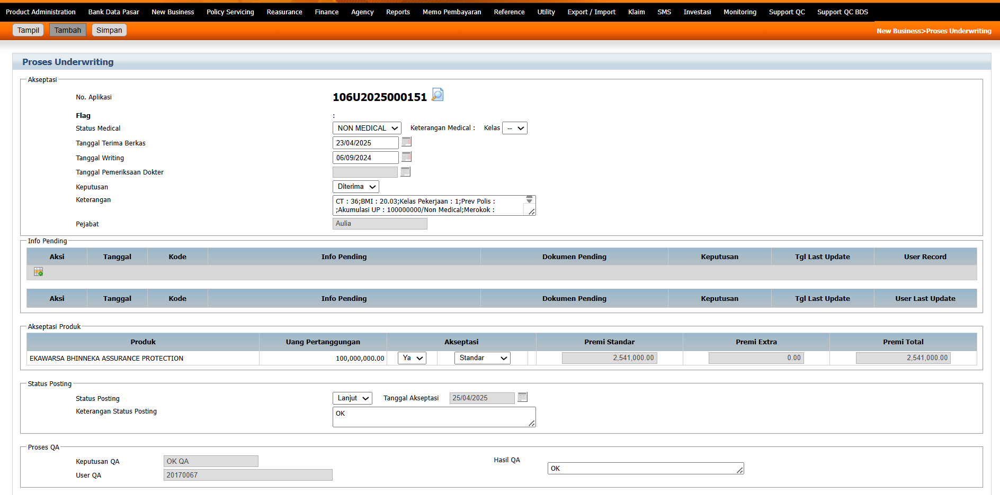 Product Administration Bank Data Pasar New Business Policy Servicing Reasurance Finance Agency Reports Memo Pembayaran Reference Utility Export / Import Klaim SMS Investasi Monitoring Support QC Support QC BDS
Tampil Tambah Simpan
New Business>Proses Underwriting
Proses Underwriting
Akseptasi
No. Aplikasi 106U2025000151
Flag :
Status Medical NON MEDICAL Keterangan Medical : Kelas --
Tanggal Terima Berkas 23/04/2025
Tanggal Writing 06/09/2024
Tanggal Pemeriksaan Dokter
Keputusan Diterima
Keterangan CT : 36;BMI : 20.03;Kelas Pekerjaan : 1;Prev Polis :
;Akumulasi UP : 100000000/Non Medical;Merokok :
Pejabat Aulia
Info Pending
Aksi Tanggal Kode Info Pending Dokumen Pending Keputusan Tgl Last Update User Record
Aksi Tanggal Kode Info Pending Dokumen Pending Keputusan Tgl Last Update User Last Update
Akseptasi Produk
Produk Uang Pertanggungan Akseptasi Premi Standar Premi Extra Premi Total
EKAWARSA BHINNEKA ASSURANCE PROTECTION 100,000,000.00 Ya Standar 2,541,000.00 0.00 2,541,000.00
Status Posting
Status Posting Lanjut Tanggal Akseptasi 25/04/2025
Keterangan Status Posting OK
Proses QA
Keputusan QA OK QA Hasil QA OK
User QA 20170067